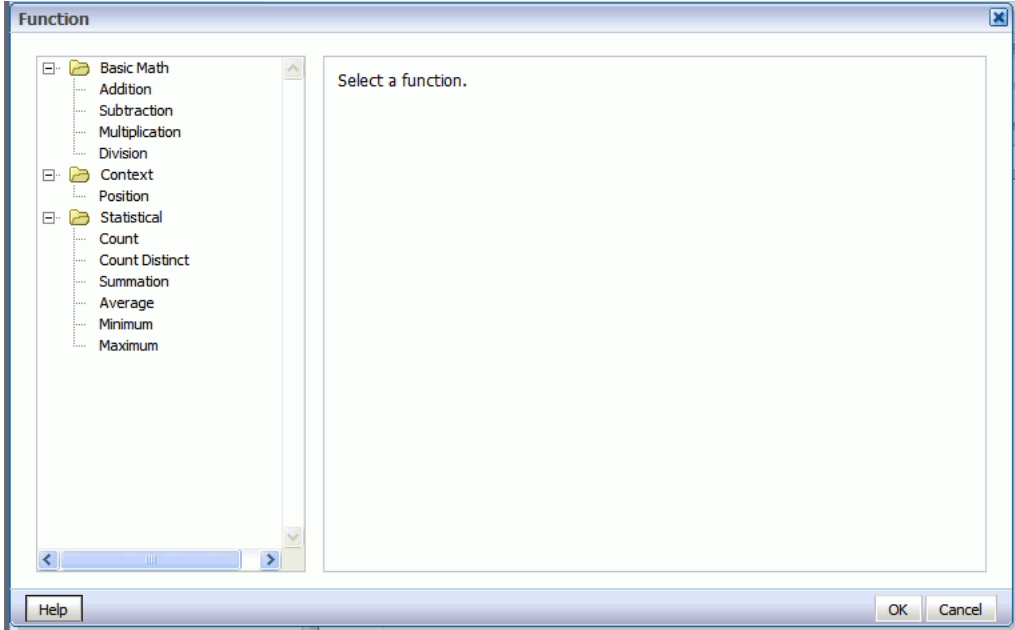 Function
Basic Math
Addition
Subtraction
Multiplication
Division
Context
Position
Statistical
Count
Count Distinct
Summation
Average
Minimum
Maximum
Select a function.
Help
OK
Cancel